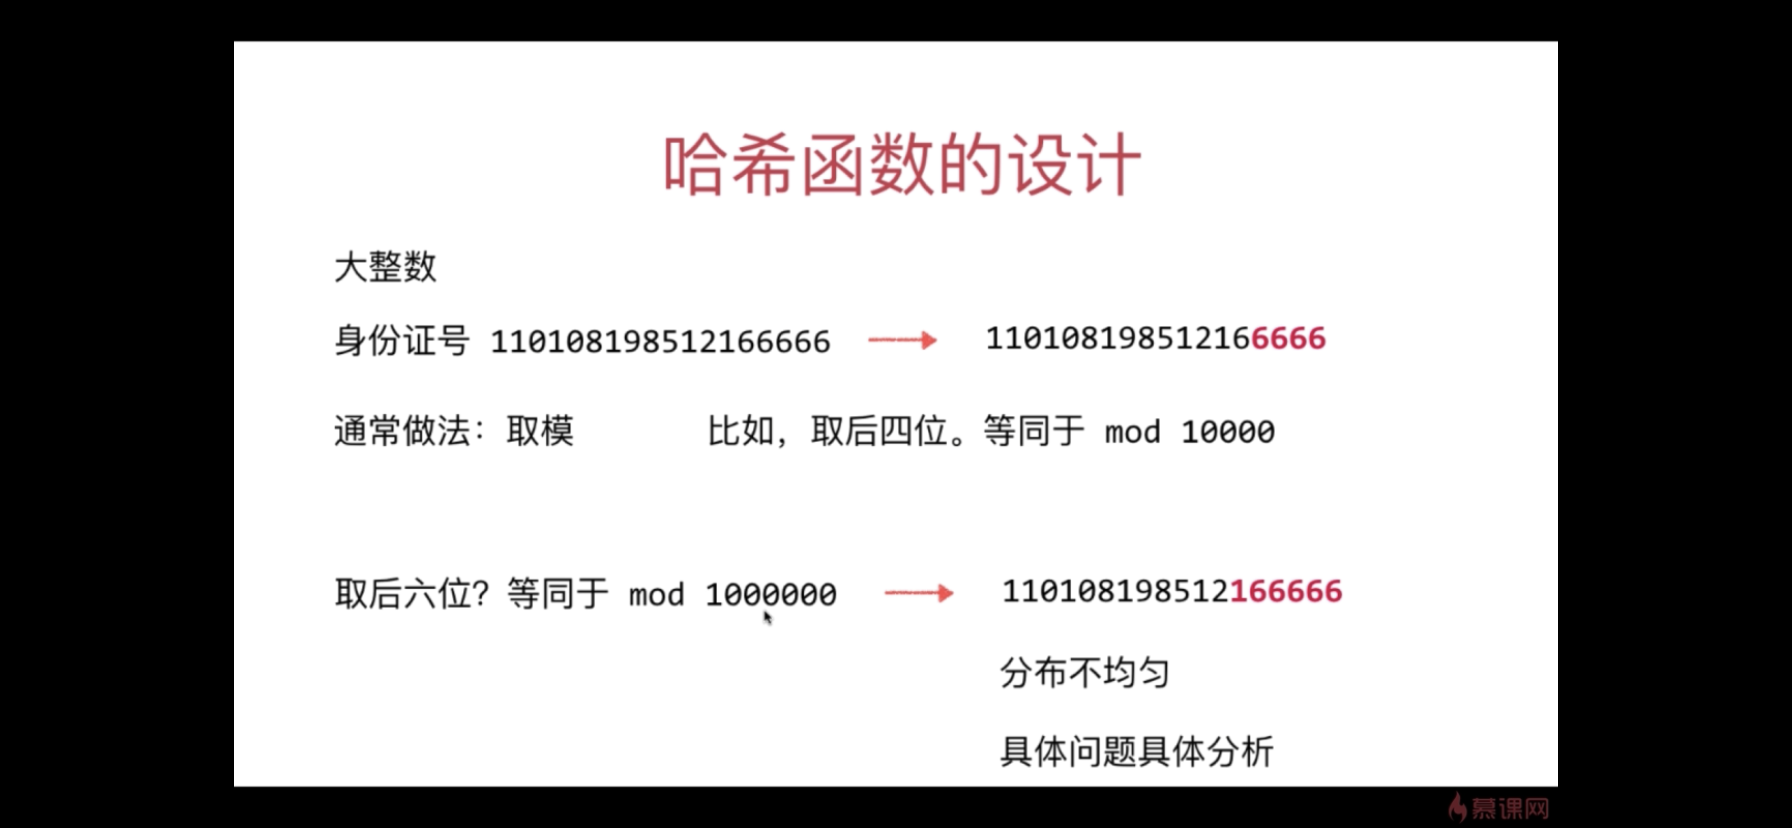 哈希函数的设计
大整数
身份证号 110108198512166666 110108198512166666
通常做法：取模 比如，取后四位。等同于 mod 10000
取后六位？等同于 mod 1000000 110108198512166666
分布不均匀
具体问题具体分析
慕课网